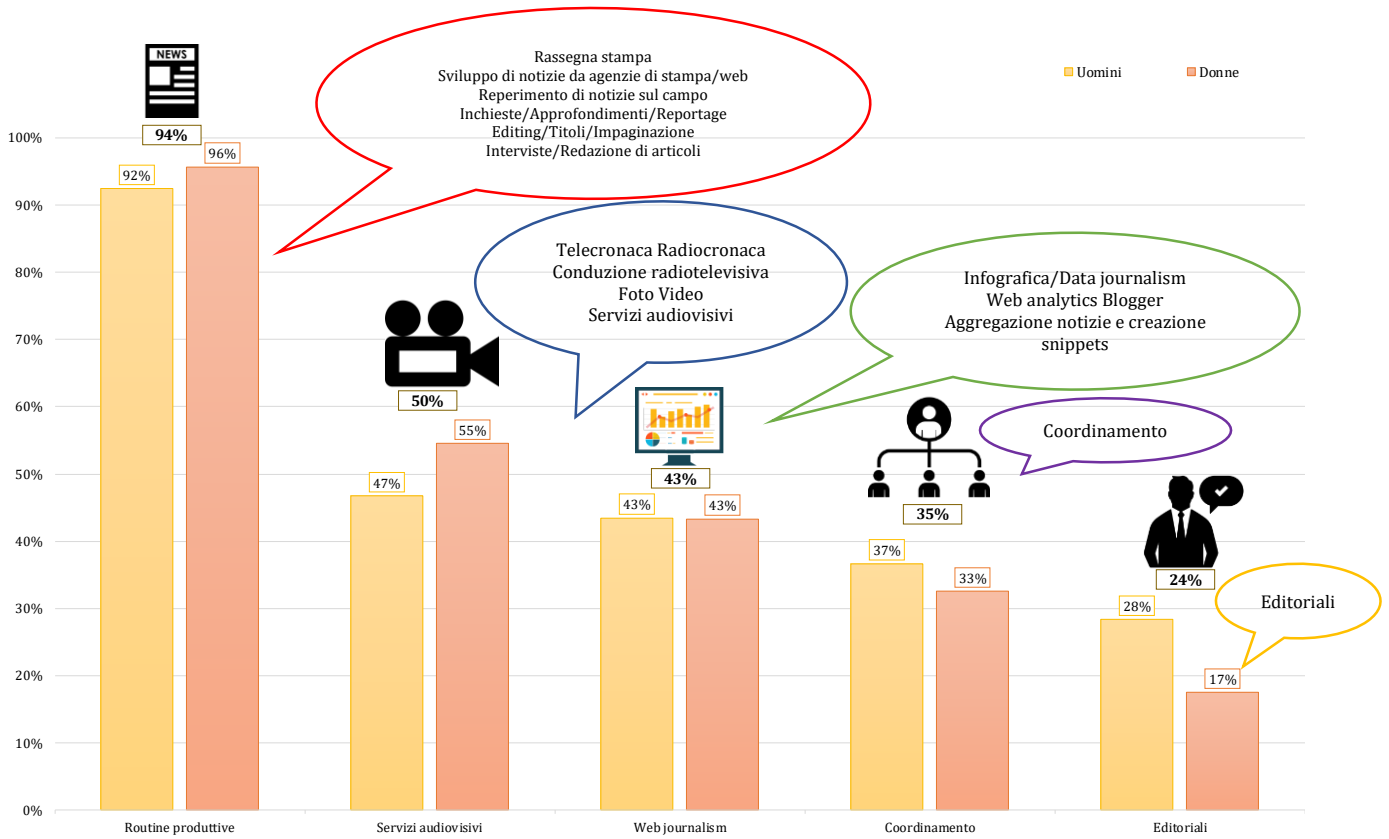 NEWS
Rassegna stampa
Sviluppo di notizie da agenzie di stampa/web
Reperimento di notizie sul campo
Inchieste/Approfondimenti/Reportage
Editing/Titoli/Impaginazione
Interviste/Redazione di articoli
Uomini
Donne
Telecronaca Radiocronaca
Conduzione radiotelevisiva
Foto Video
Servizi audiovisivi
Infografica/Data journalism
Web analytics Blogger
Aggregazione notizie e creazione
snippets
Coordinamento
Editoriali
100%
90%
80%
70%
60%
50%
40%
30%
20%
10%
0%
94%
92%
96%
50%
47%
55%
43%
43%
43%
35%
37%
33%
24%
28%
17%
Routine produttive
Servizi audiovisivi
Web journalism
Coordinamento
Editoriali